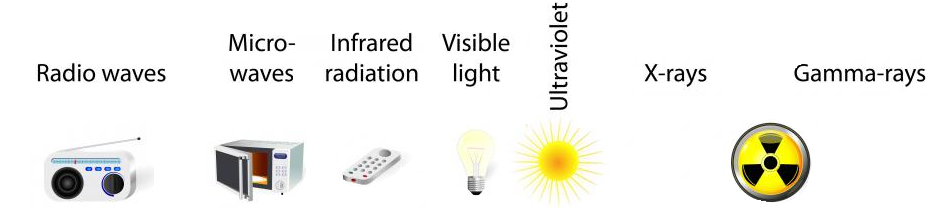 Radio waves
Micro-
waves
Infrared
radiation
Visible
light
Ultraviolet
X-rays
Gamma-rays